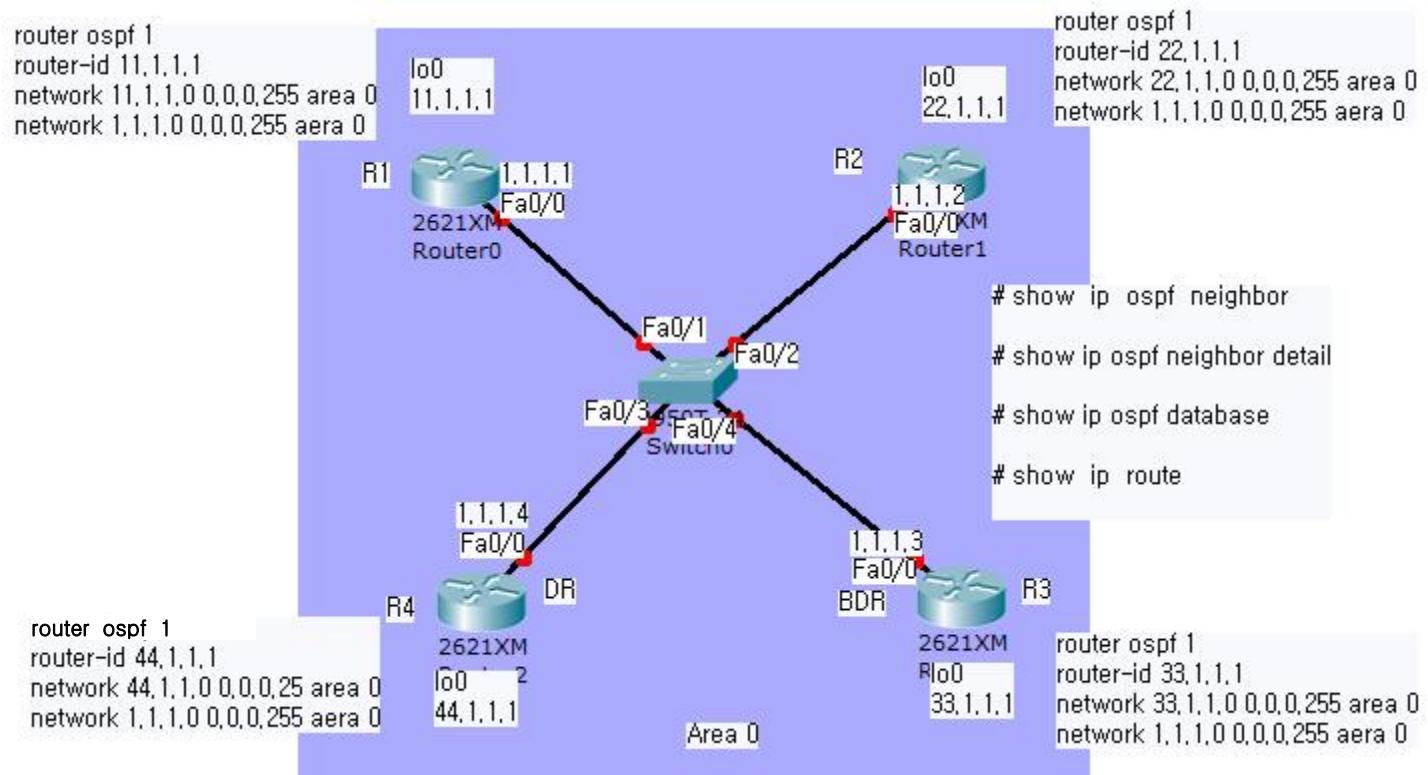 router ospf 1
router-id 11,1,1,1
network 11,1,1,0 0,0,0,255 area 0
network 1,1,1,0 0,0,0,255 aera 0
lo0
11,1,1,1
R1
1,1,1,1
Fa0/0
2621XM
Router0
router ospf 1
router-id 22,1,1,1
network 22,1,1,0 0,0,0,255 area 0
network 1,1,1,0 0,0,0,255 aera 0
lo0
22,1,1,1
R2
1,1,1,2
Fa0/0
XM
Router1
# show ip ospf neighbor
# show ip ospf neighbor detail
# show ip ospf database
# show ip route
Fa0/1
Fa0/2
Fa0/3
Fa0/4
Switch0
1,1,1,4
Fa0/0
R4
DR
2621XM
2
lo0
44,1,1,1
router ospf 1
router-id 44,1,1,1
network 44,1,1,0 0,0,0,25 area 0
network 1,1,1,0 0,0,0,255 aera 0
1,1,1,3
Fa0/0
BDR
R3
2621XM
R
lo0
33,1,1,1
router ospf 1
router-id 33,1,1,1
network 33,1,1,0 0,0,0,255 area 0
network 1,1,1,0 0,0,0,255 aera 0
Area 0